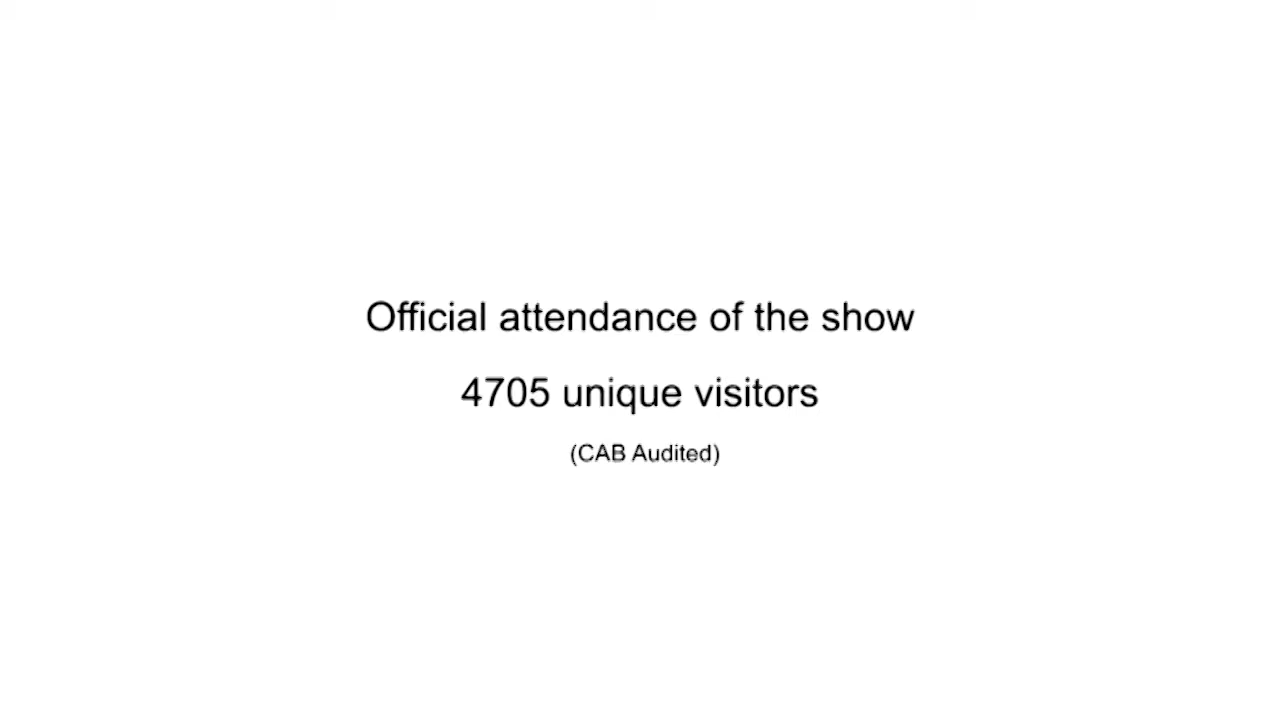 Official attendance of the show
4705 unique visitors
(CAB Audited)